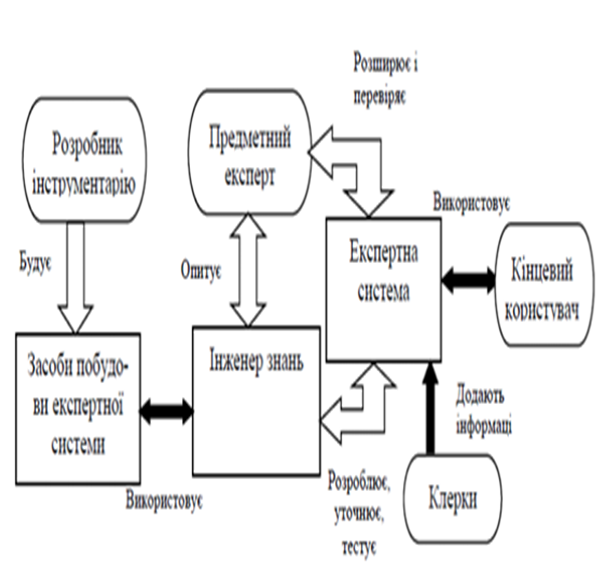 Розширює і
перевіряє
Розробник
інструментарію
Предметний
експерт
Використовує
Будує
Опитує
Експертна
система
Кінцевий
користувач
Засоби побудо-
ви експертної
системи
Інженер знань
Додають
інформаці
Використовує
Розроблює,
уточнює,
тестує
Клерки